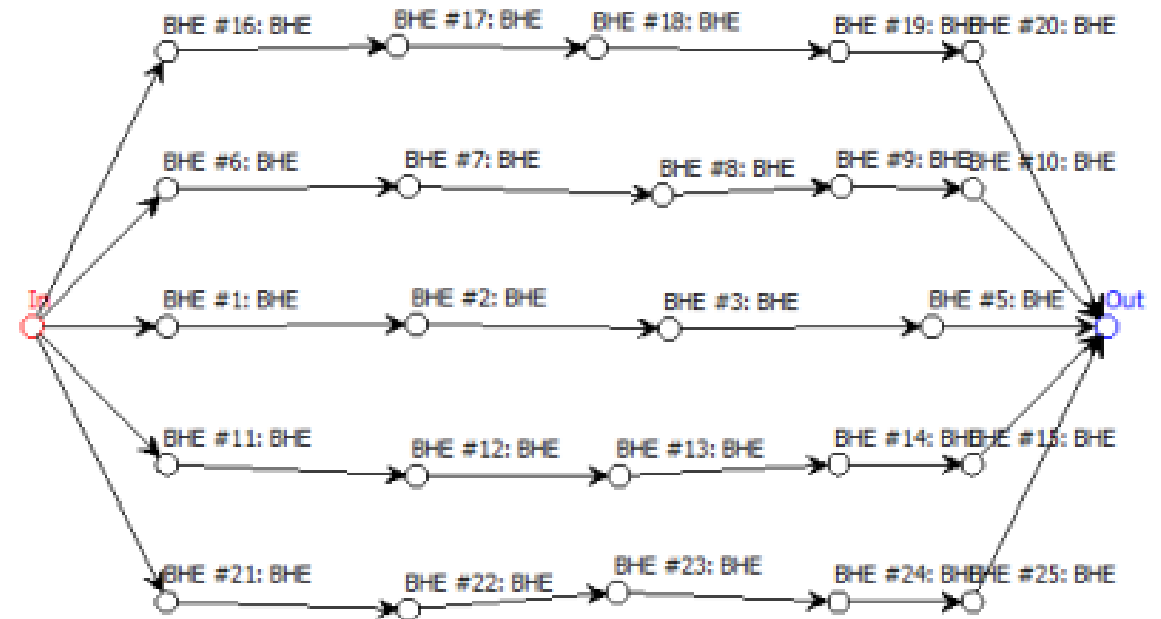 BHE #16: BHE
BHE #17: BHE
BHE #18: BHE
BHE #19: BHE
BHE #20: BHE
BHE #6: BHE
BHE #7: BHE
BHE #8: BHE
BHE #9: BHE
BHE #10: BHE
In
BHE #1: BHE
BHE #2: BHE
BHE #3: BHE
BHE #5: BHE
Out
BHE #11: BHE
BHE #12: BHE
BHE #13: BHE
BHE #14: BHE
BHE #15: BHE
BHE #21: BHE
BHE #22: BHE
BHE #23: BHE
BHE #24: BHE
BHE #25: BHE